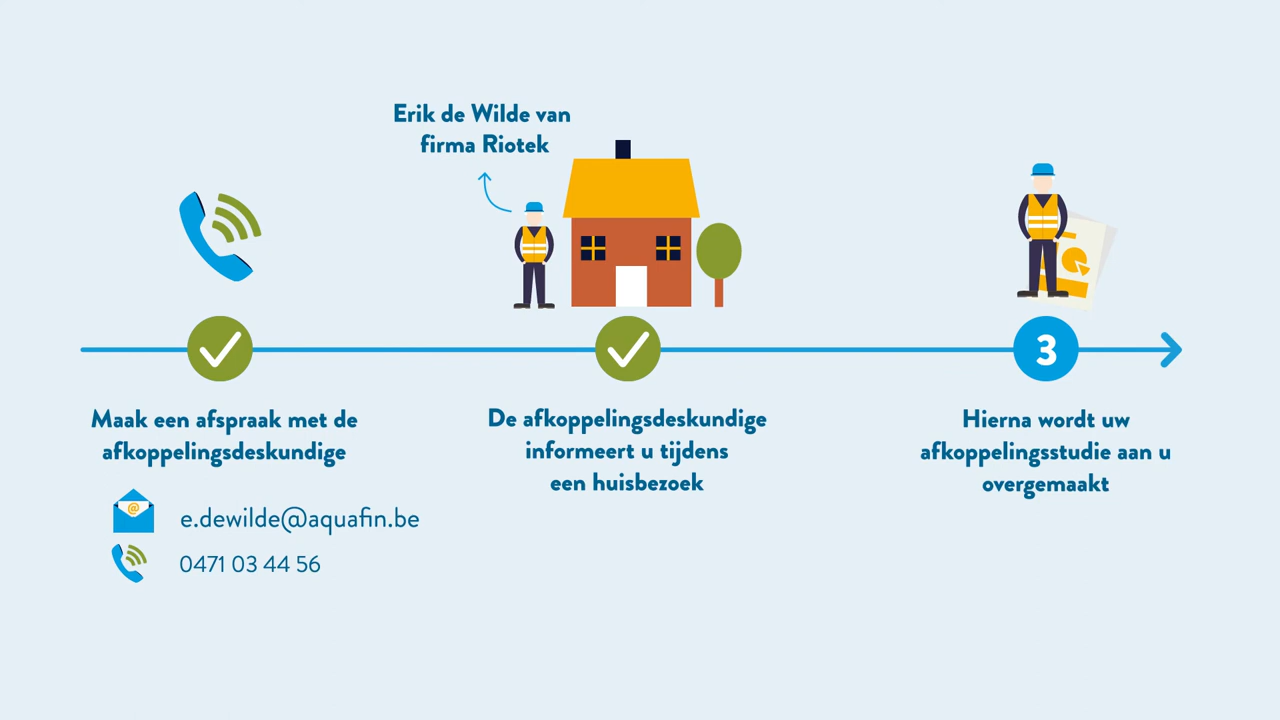 Erik de Wilde van
firma Riotek
3
Maak een afspraak met de
afkoppelingsdeskundige
@
e.dewilde@aquafin.be
0471 03 44 56
De afkoppelingsdeskundige
informeert u tijdens
een huisbezoek
Hierna wordt uw
afkoppelingsstudie aan u
overgemaakt